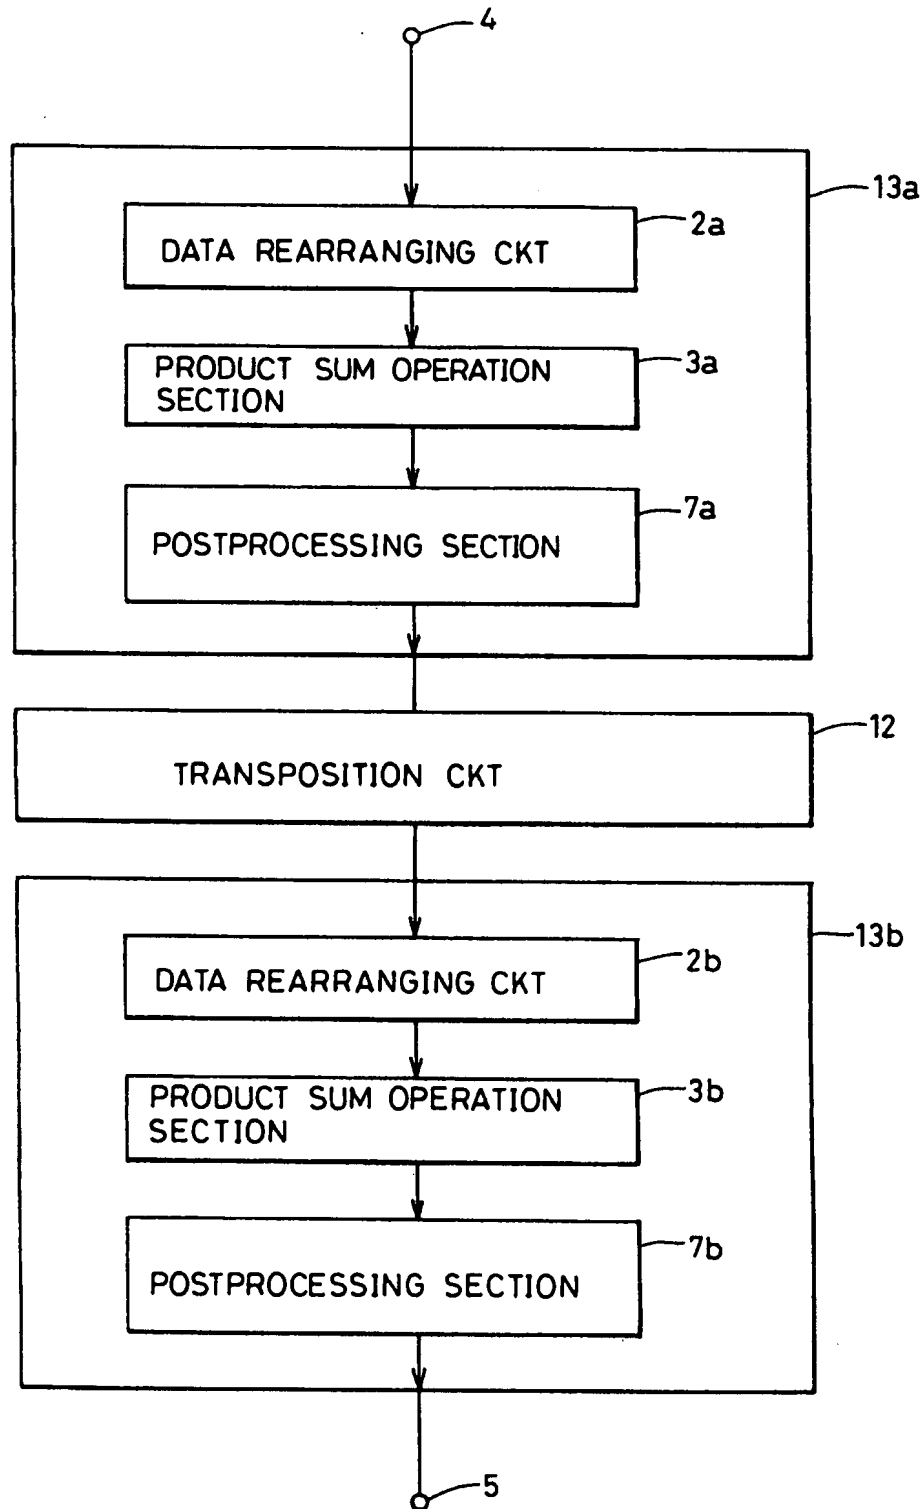 4
13a
2a
DATA REARRANGING CKT
3a
PRODUCT SUM OPERATION
SECTION
7a
POSTPROCESSING SECTION
12
TRANSPOSITION CKT
13b
2b
DATA REARRANGING CKT
3b
PRODUCT SUM OPERATION
SECTION
7b
POSTPROCESSING SECTION
5